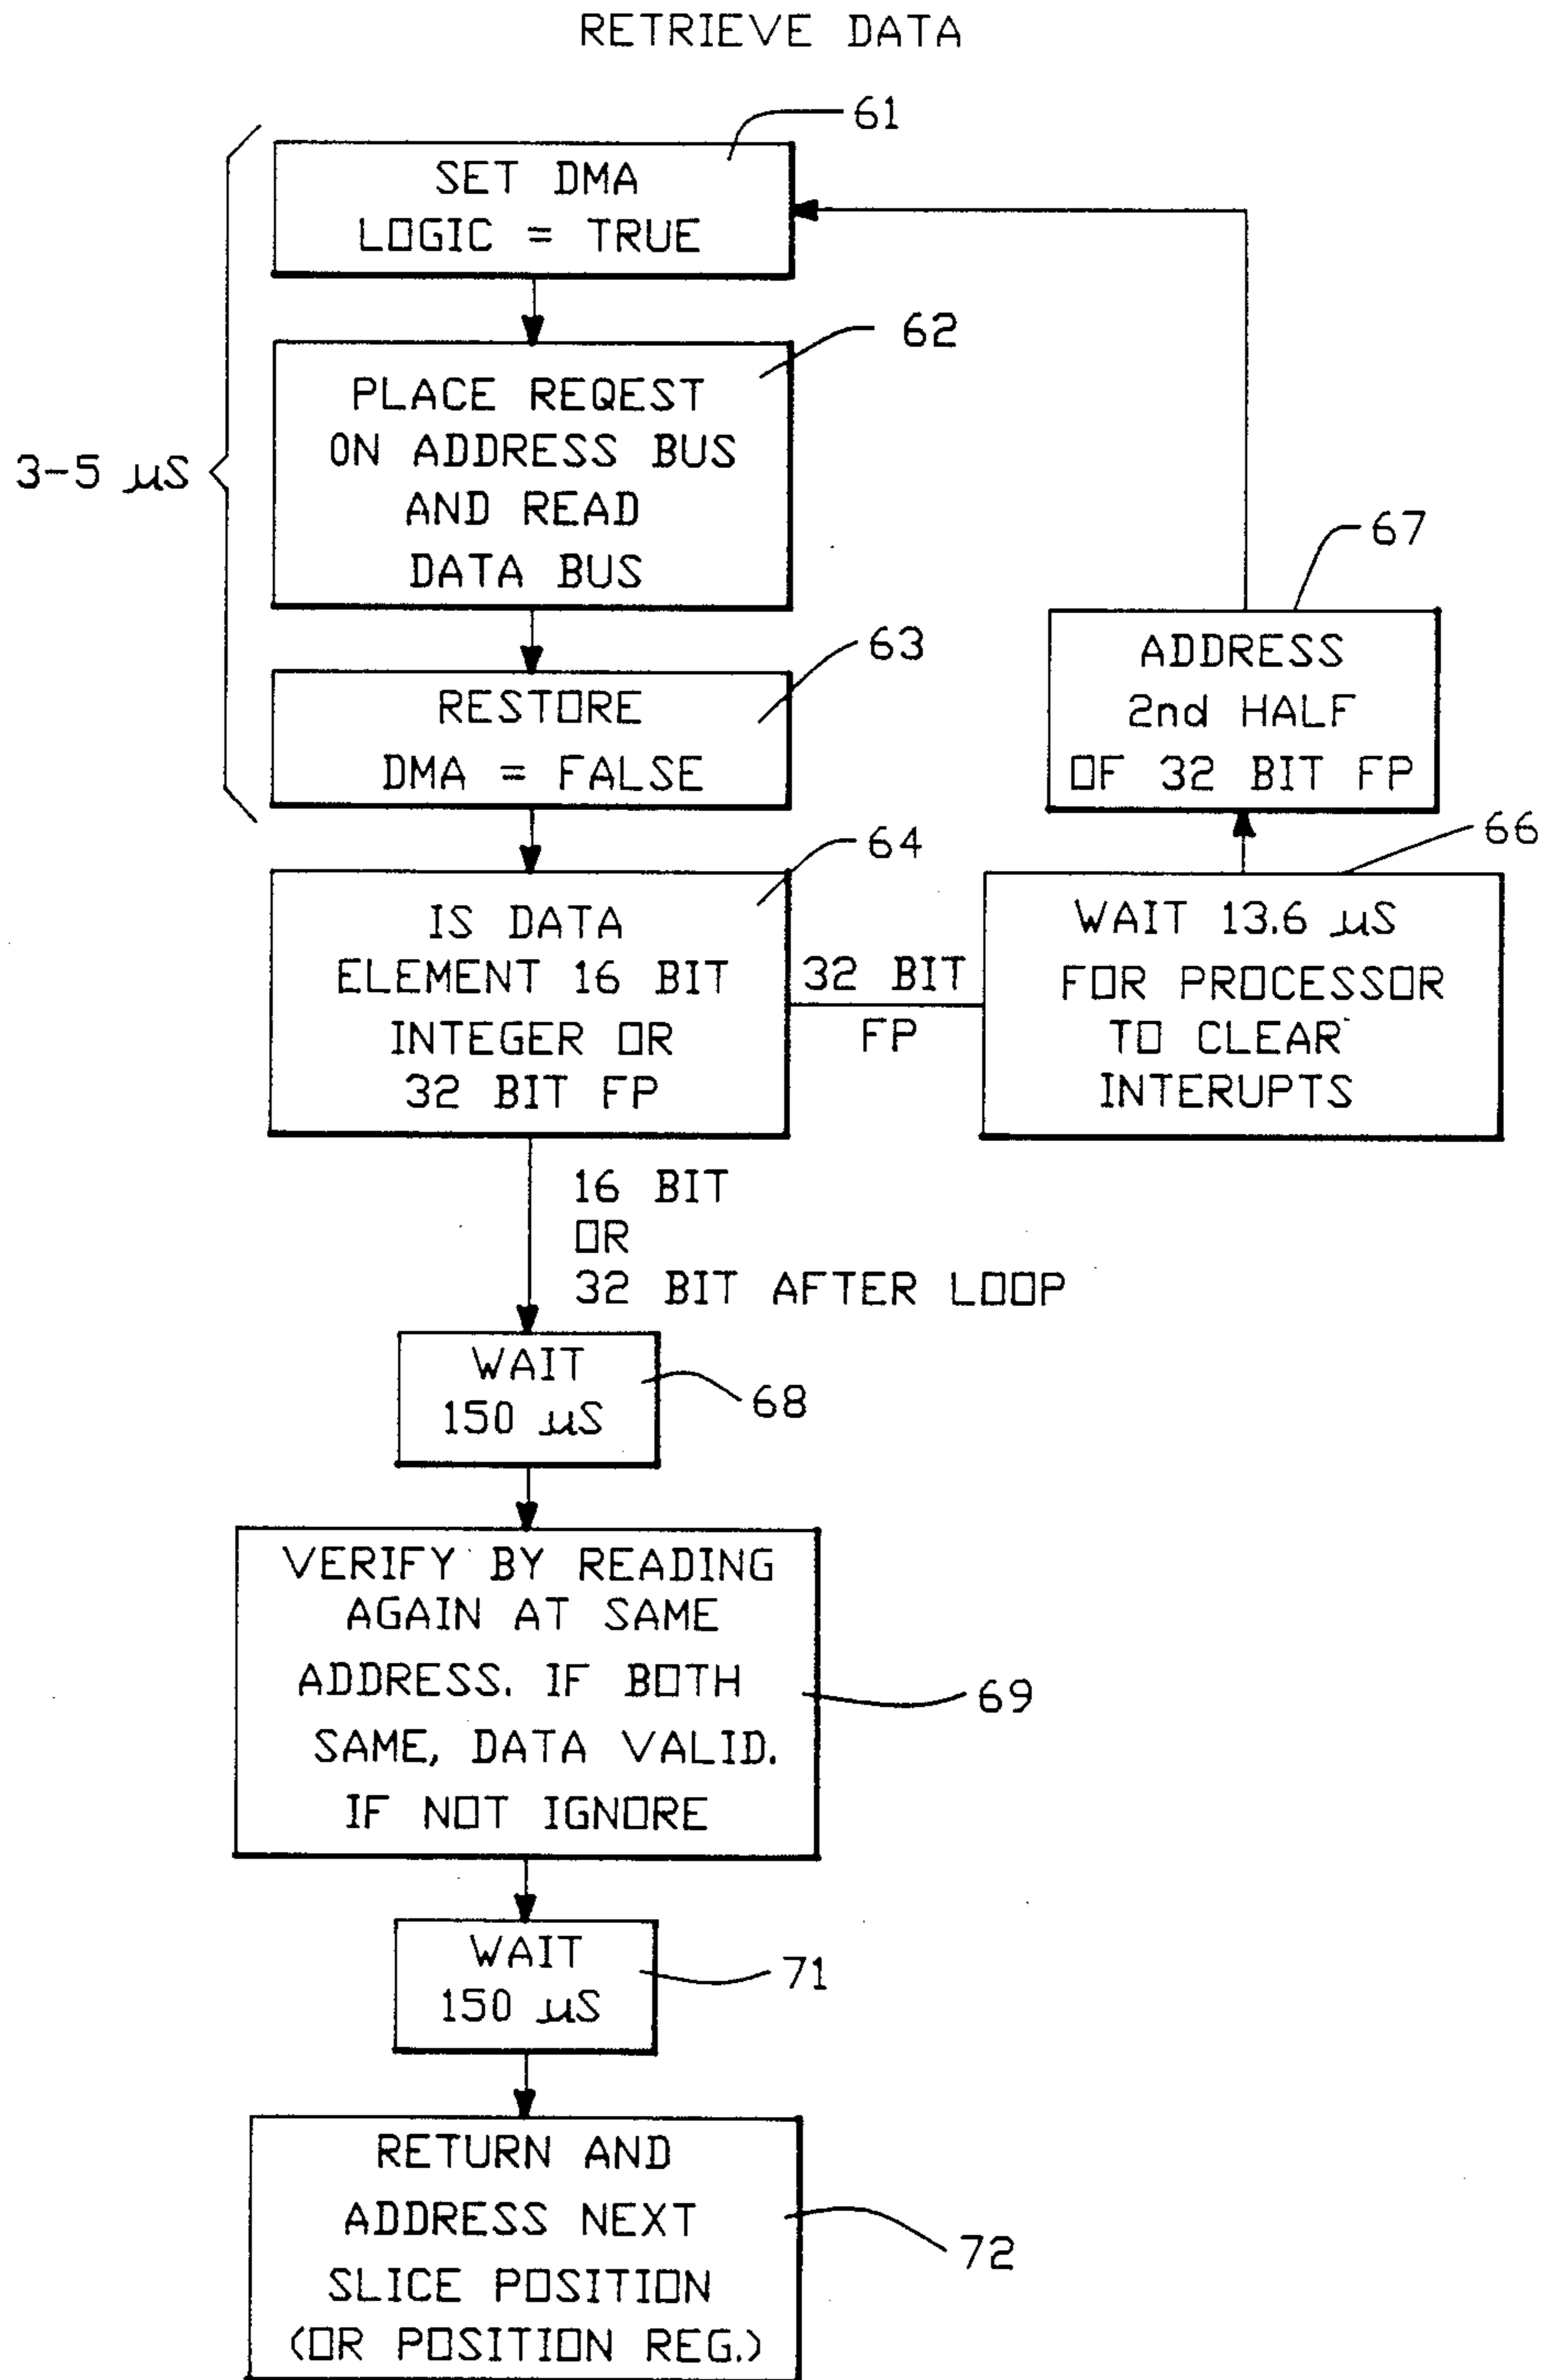 RETRIEVE DATA
61
SET DMA
LOGIC = TRUE
62
PLACE REQEST
ON ADDRESS BUS
AND READ
DATA BUS
3-5 µS
63
RESTORE
DMA = FALSE
67
ADDRESS
2nd HALF
OF 32 BIT FP
64
IS DATA
ELEMENT 16 BIT
INTEGER OR
32 BIT FP
32 BIT
FP
66
WAIT 13.6 µS
FOR PROCESSOR
TO CLEAR
INTERUPTS
16 BIT
OR
32 BIT AFTER LOOP
WAIT
150 µS
68
VERIFY BY READING
AGAIN AT SAME
ADDRESS. IF BOTH
SAME, DATA VALID.
IF NOT IGNORE
69
WAIT
150 µS
71
RETURN AND
ADDRESS NEXT
SLICE POSITION
(OR POSITION REG.)
72